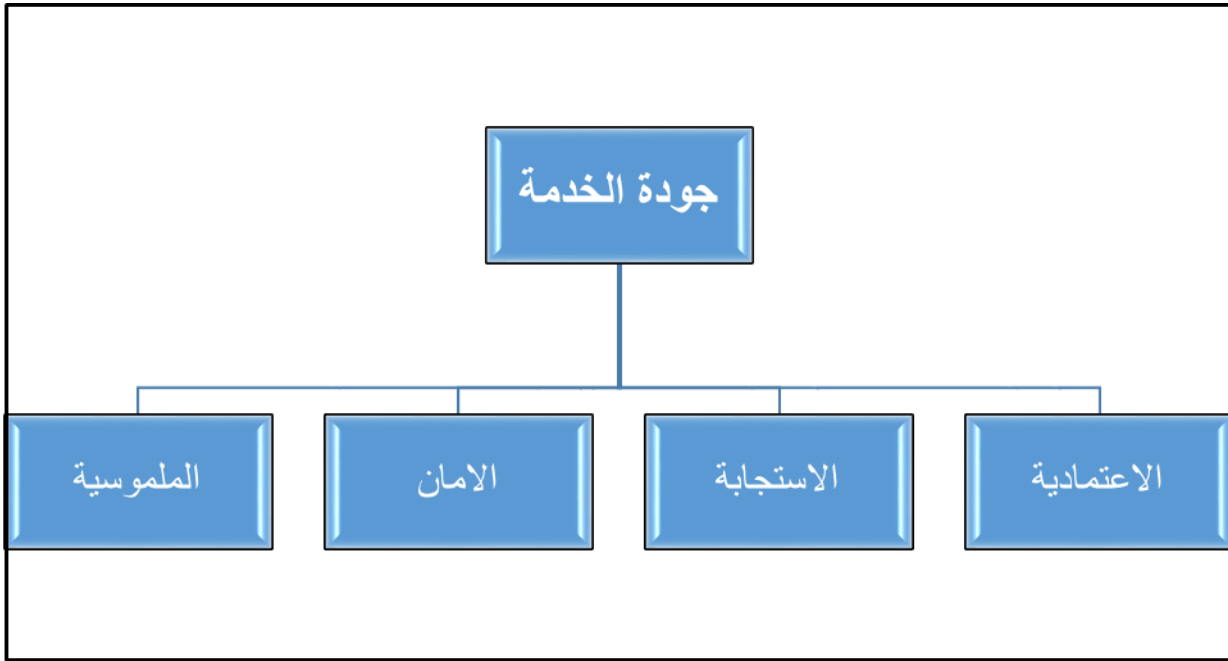 جودة الخدمة
الاعتمادية
الاستجابة
الامان
الملموسية